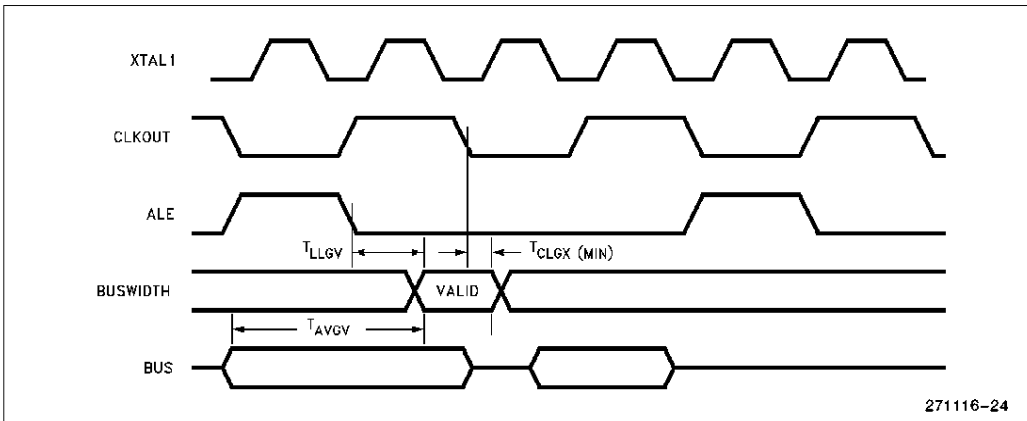 XTAL1
CLKOUT
ALE
TLLGV
TCLGX (MIN)
BUSWIDTH
VALID
TAVGV
BUS
271116-24